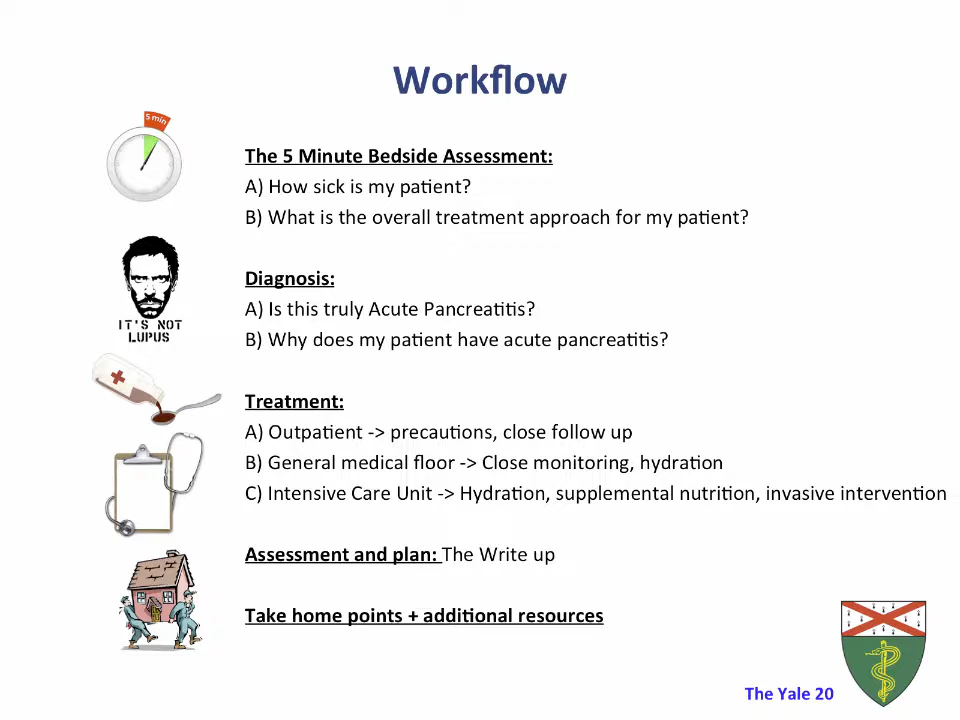 Workflow
5 min
The 5 Minute Bedside Assessment:
A) How sick is my patient?
B) What is the overall treatment approach for my patient?
IT'S NOT
LUPUS
Diagnosis:
A) Is this truly Acute Pancreatitis?
B) Why does my patient have acute pancreatitis?
Treatment:
A) Outpatient -> precautions, close follow up
B) General medical floor -> Close monitoring, hydration
C) Intensive Care Unit -> Hydration, supplemental nutrition, invasive intervention
Assessment and plan: The Write up
Take home points + additional resources
The Yale 20